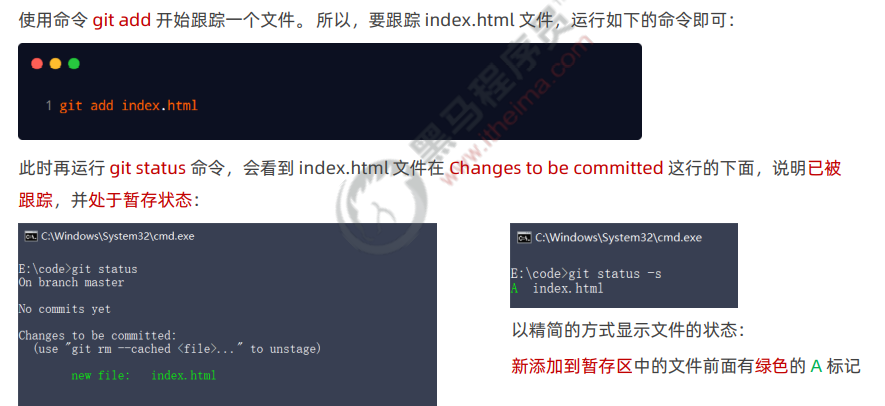 使用命令 git add 开始跟踪一个文件。 所以，要跟踪 index.html 文件，运行如下的命令即可：
1 git add index.html
此时再运行 git status 命令，会看到 index.html 文件在 Changes to be committed 这行的下面，说明已被
跟踪，并处于暂存状态：
C:\Windows\System32\cmd.exe
E:\code>git status
On branch master
No commits yet
Changes to be committed:
(use "git rm --cached <file>..." to unstage)
new file: index.html
C:\Windows\System32\cmd.exe
E:\code>git status -s
A index.html
以精简的方式显示文件的状态：
新添加到暂存区中的文件前面有绿色的 A 标记
黑马程序员
www.itheima.com